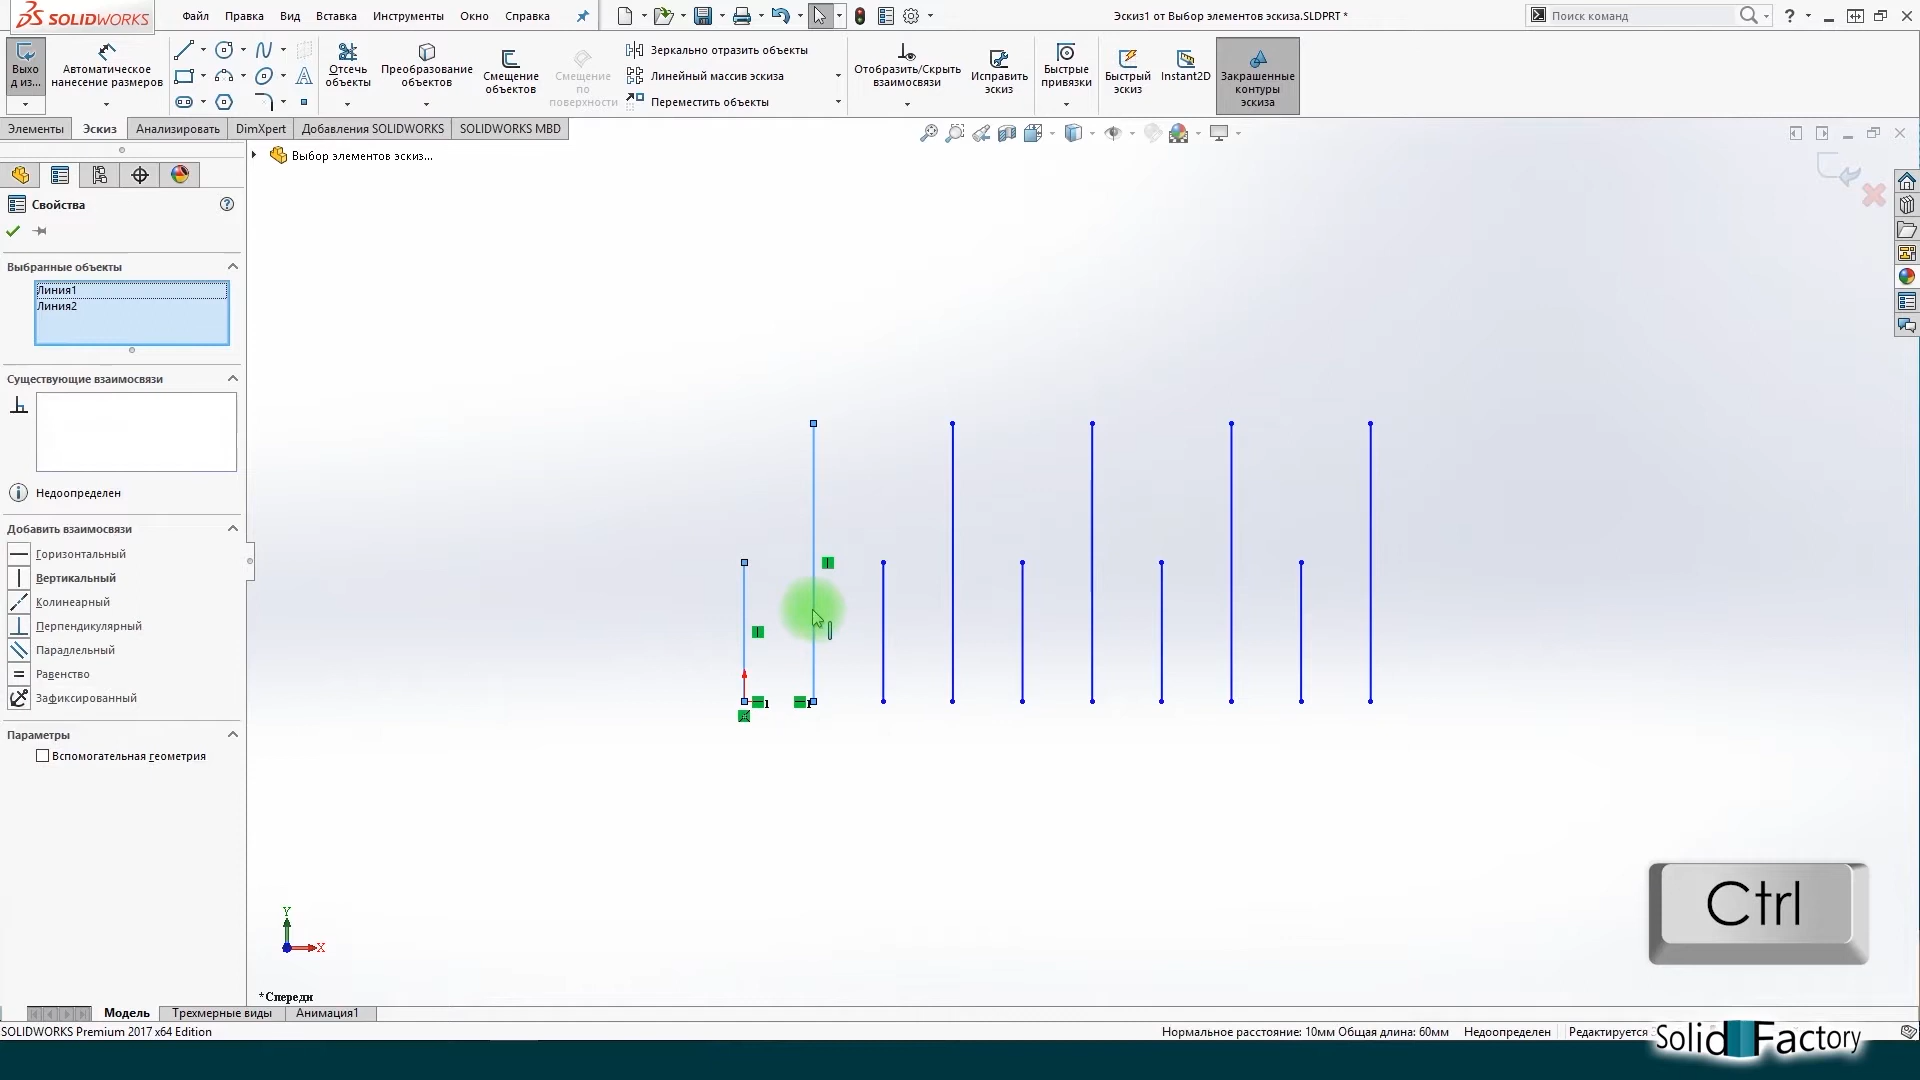 SOLIDWORKS
Файл Правка Вид Вставка Инструменты Окно Справка
Эскиз1 от Выбор элементов эскиза.SLDPRT *
Поиск команд
Выхо
д из...
Автоматическое
нанесение размеров
Отсечь
объекты
Преобразование
объектов
Смещение
объектов
Смещение
по
поверхности
Зеркально отразить объекты
Линейный массив эскиза
Переместить объекты
Отобразить/Скрыть
взаимосвязи
Исправить
эскиз
Быстрые
привязки
Быстрый
эскиз
Instant2D
Закрашенные
контуры
эскиза
Элементы Эскиз Анализировать DimXpert Добавления SOLIDWORKS SOLIDWORKS MBD
Выбор элементов эскиз...
Свойства
Выбранные объекты
Линия1
Линия2
Существующие взаимосвязи
Недоопределен
Добавить взаимосвязи
Горизонтальный
Вертикальный
Колинеарный
Перпендикулярный
Параллельный
Равенство
Зафиксированный
Параметры
Вспомогательная геометрия
1
Y
X
Ctrl
*Спереди
Модель Трехмерные виды Анимация1
SOLIDWORKS Premium 2017 x64 Edition
Нормальное расстояние: 10мм Общая длина: 60мм Недоопределен Редактируется
Solid Factory